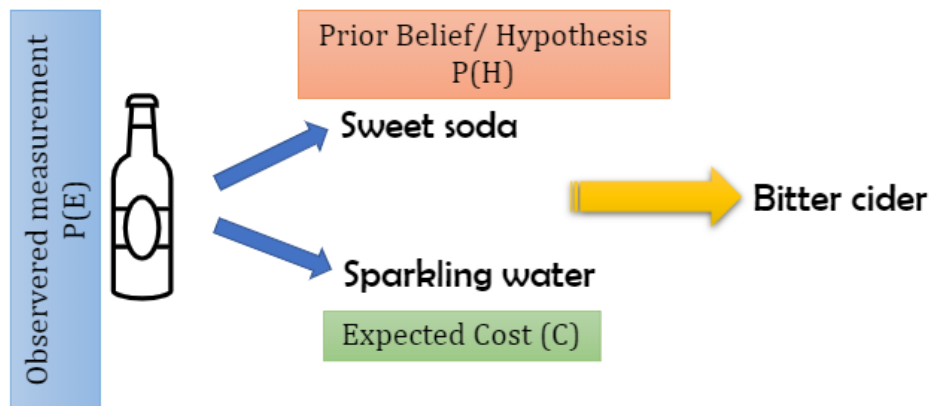 Observered measurement
P(E)
Prior Belief/ Hypothesis
P(H)
Sweet soda
Bitter cider
Sparkling water
Expected Cost (C)